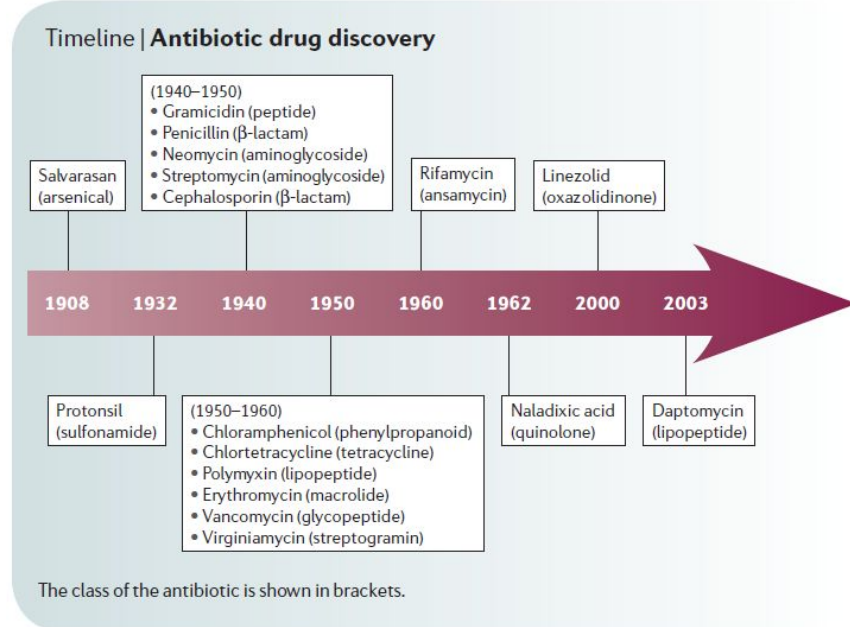 Timeline | Antibiotic drug discovery
(1940–1950)
• Gramicidin (peptide)
• Penicillin (β-lactam)
• Neomycin (aminoglycoside)
• Streptomycin (aminoglycoside)
• Cephalosporin (β-lactam)
Salvarasan
(arsenical)
Rifamycin
(ansamycin)
Linezolid
(oxazolidinone)
1908 1932 1940 1950 1960 1962 2000 2003
Protonsil
(sulfonamide)
(1950–1960)
• Chloramphenicol (phenylpropanoid)
• Chlortetracycline (tetracycline)
• Polymyxin (lipopeptide)
• Erythromycin (macrolide)
• Vancomycin (glycopeptide)
• Virginiamycin (streptogramin)
Naladixic acid
(quinolone)
Daptomycin
(lipopeptide)
The class of the antibiotic is shown in brackets.